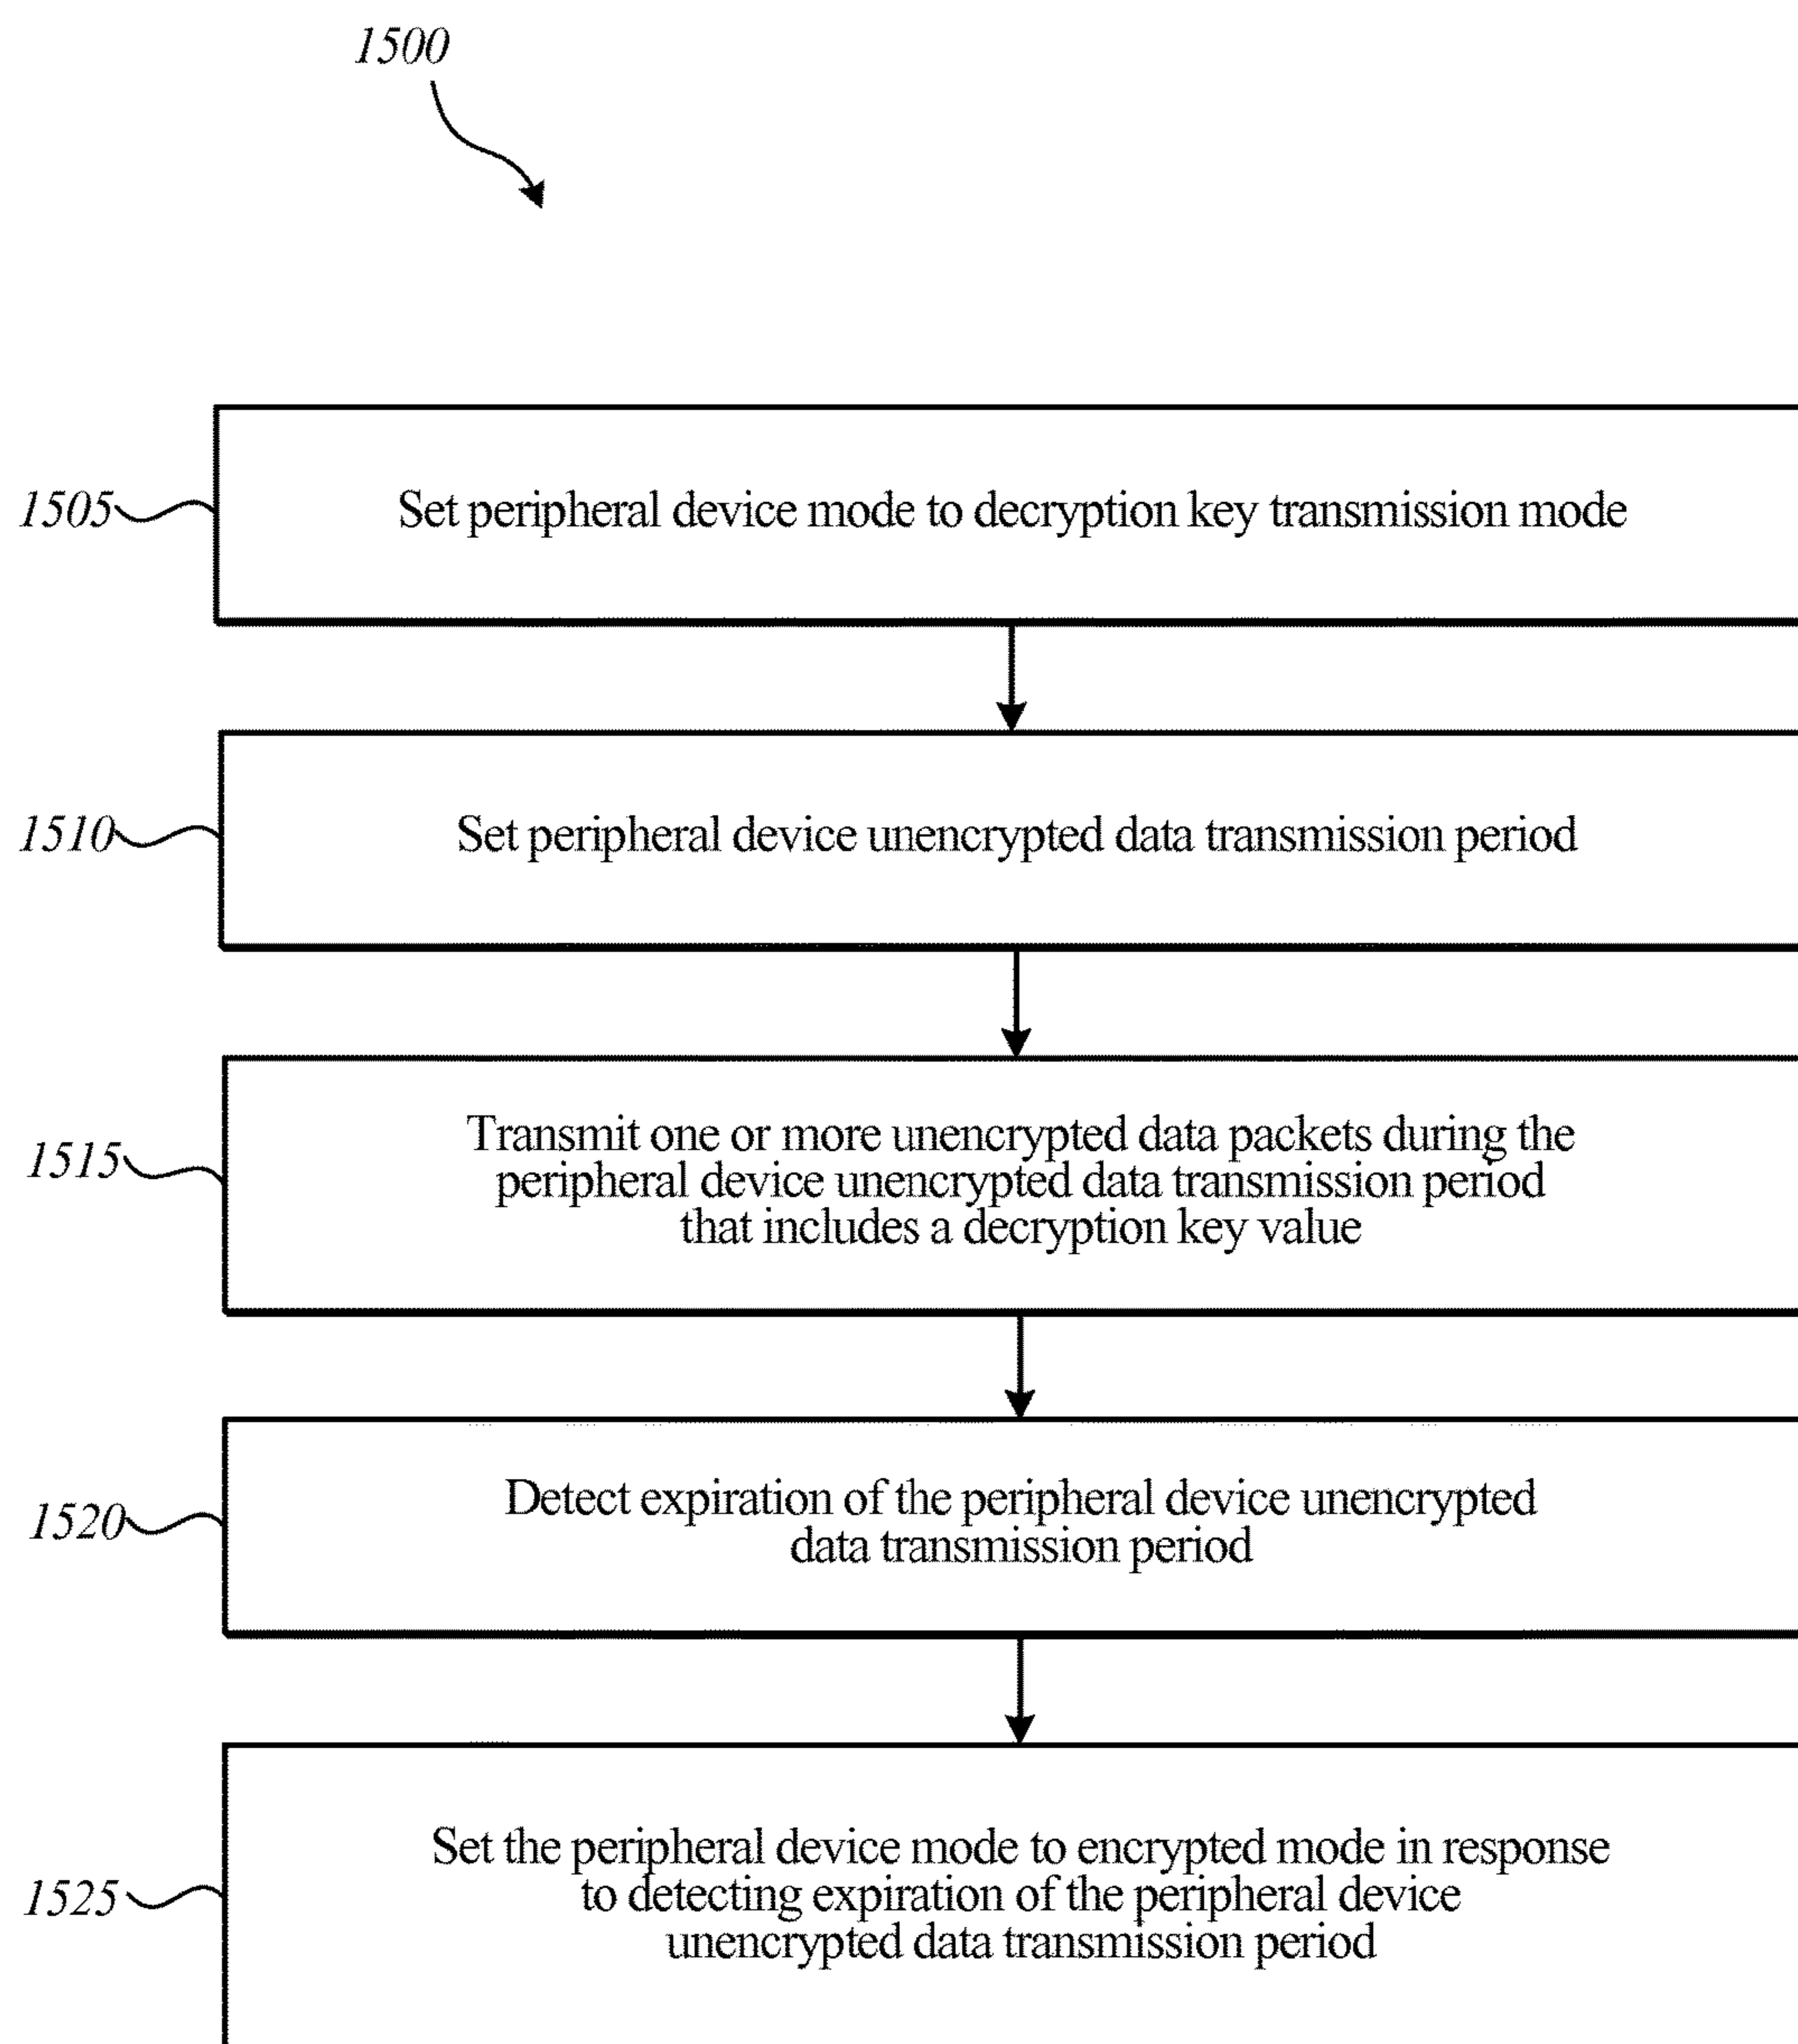 1500
1505
Set peripheral device mode to decryption key transmission mode
1510
Set peripheral device unencrypted data transmission period
1515
Transmit one or more unencrypted data packets during the
peripheral device unencrypted data transmission period
that includes a decryption key value
1520
Detect expiration of the peripheral device unencrypted
data transmission period
1525
Set the peripheral device mode to encrypted mode in response
to detecting expiration of the peripheral device
unencrypted data transmission period